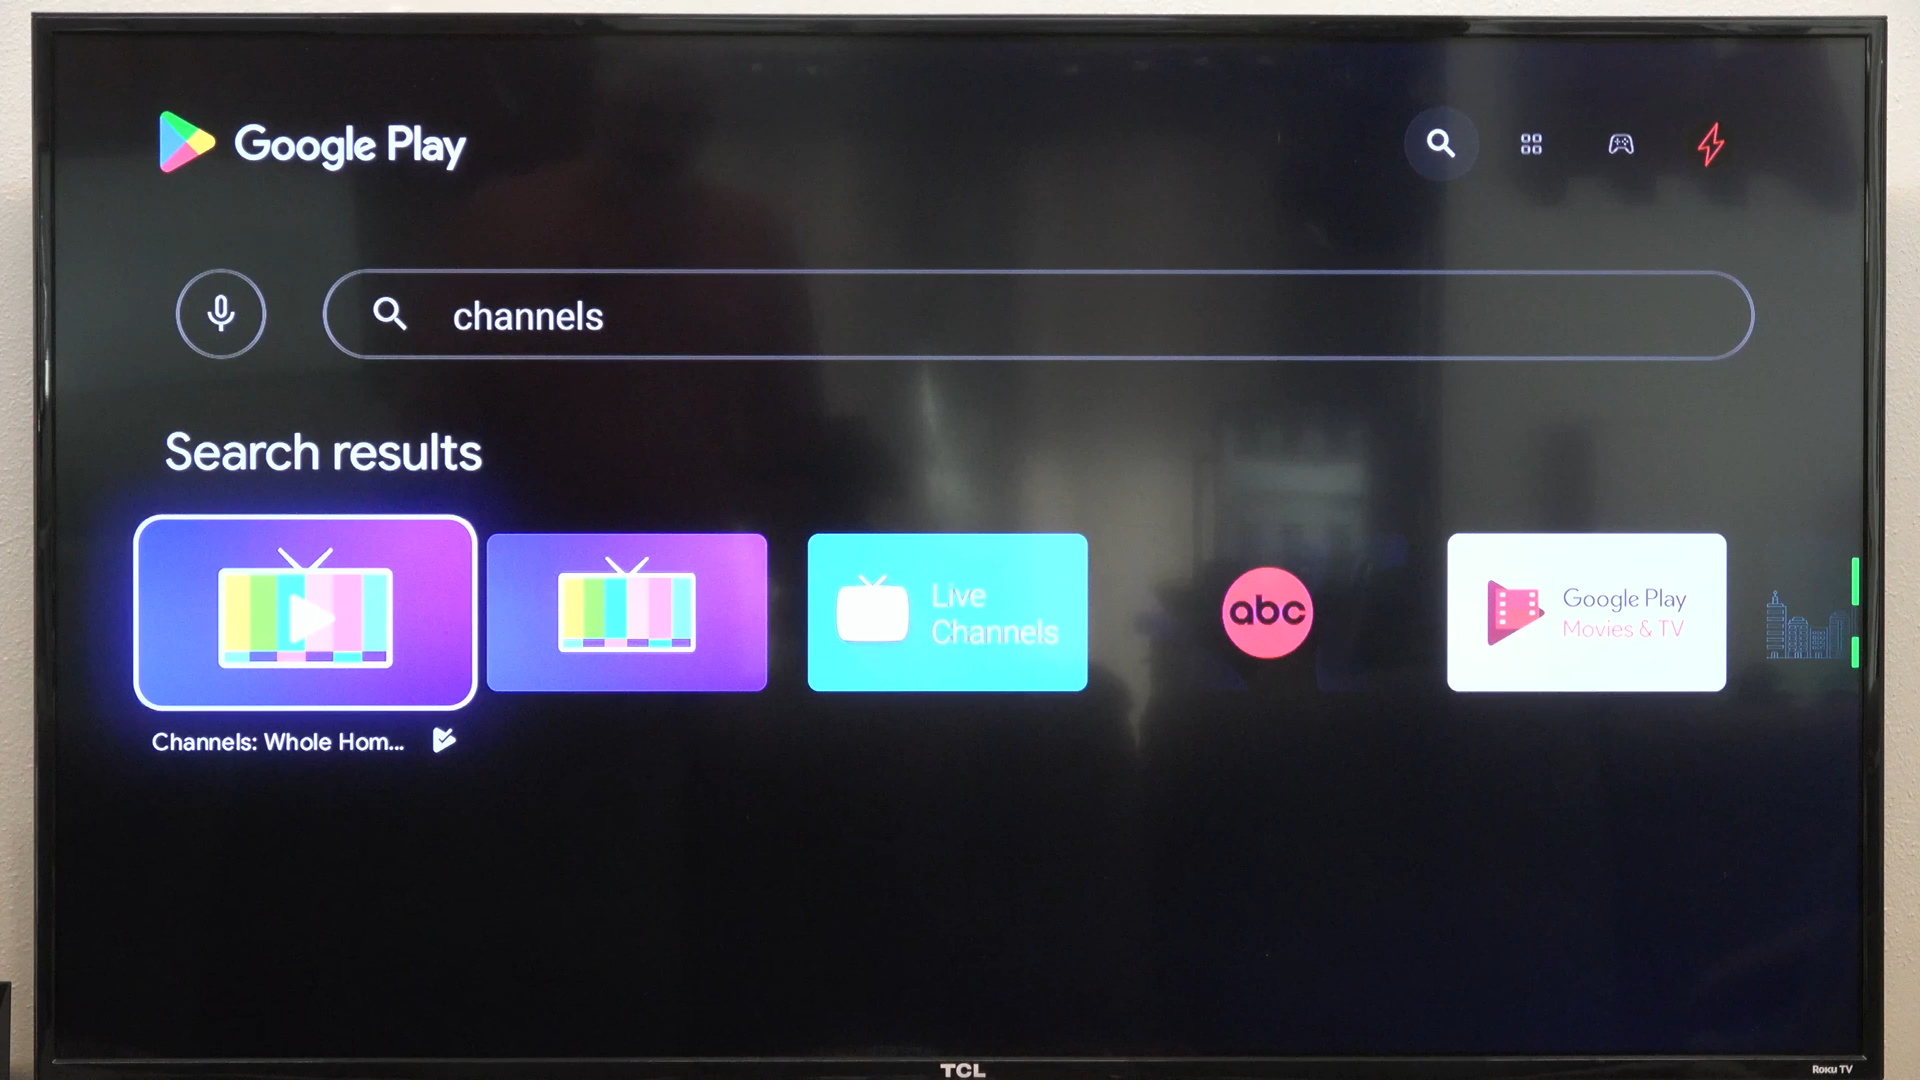 Google Play
channels
Search results
Live
Channels
abc
Google Play
Movies & TV
Channels: Whole Hom...
TCL
Roku TV